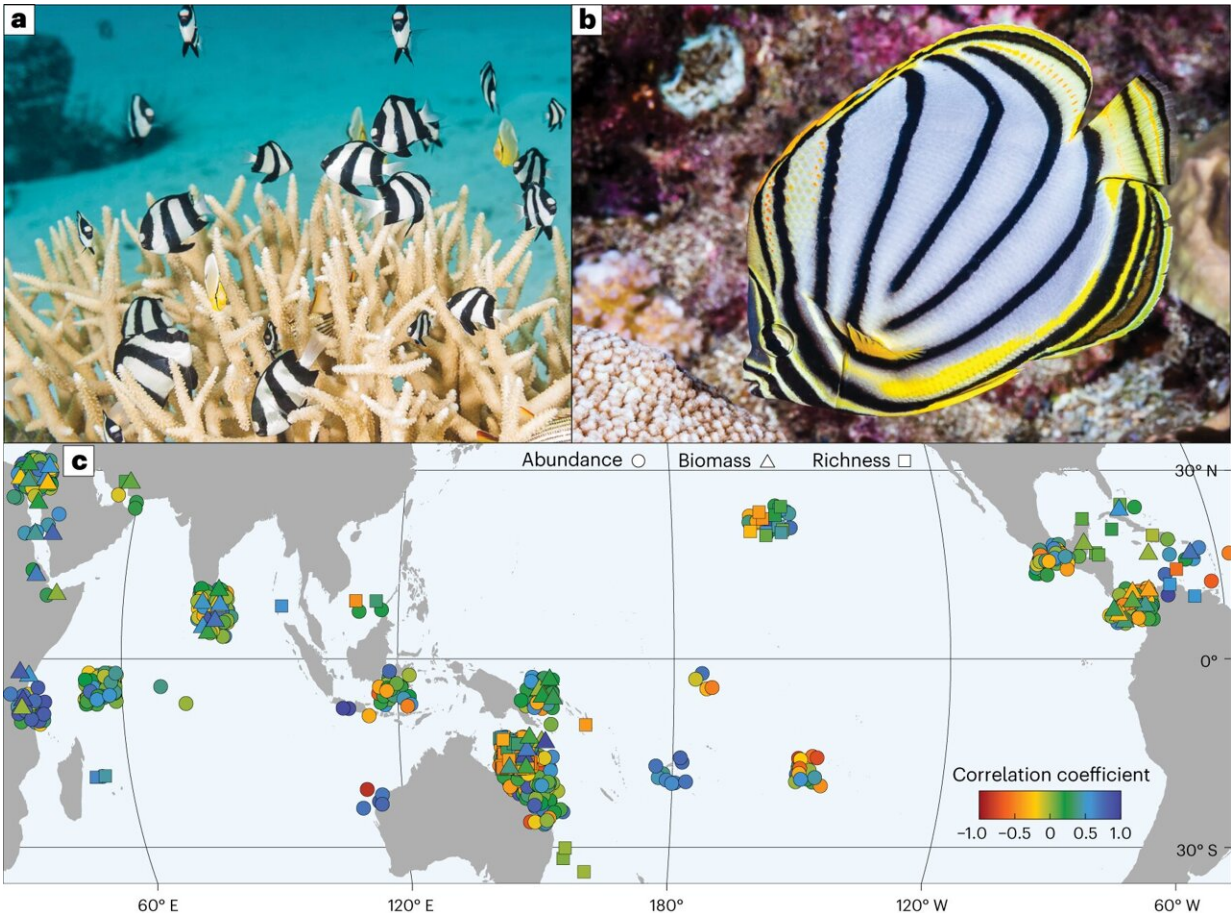 a
b
c
Abundance Biomass Richness
30° N
0°
Correlation coefficient
–1.0 –0.5 0 0.5 1.0
30° S
60° E 120° E 180° 120° W 60° W